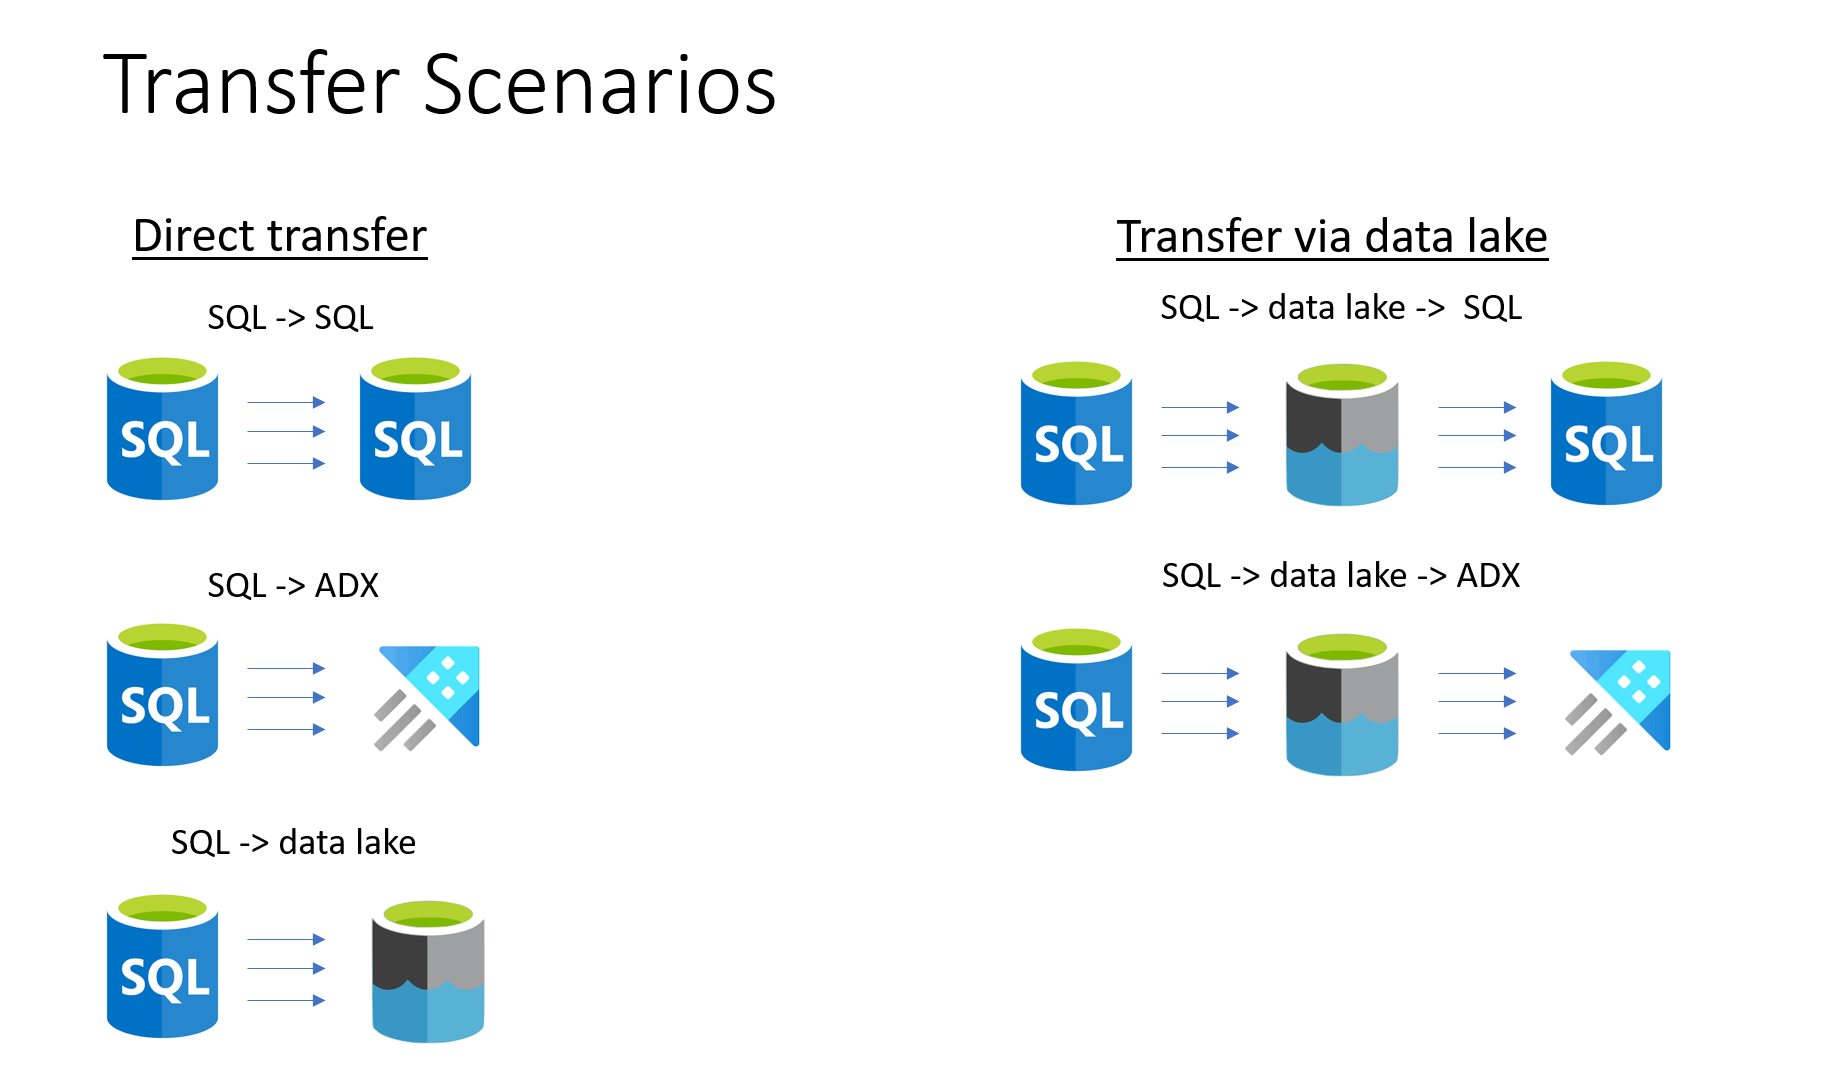 Transfer Scenarios
Direct transfer
SQL -> SQL
SQL
SQL
SQL -> ADX
SQL
SQL -> data lake
SQL
Transfer via data lake
SQL -> data lake ->  SQL
SQL
SQL
SQL -> data lake -> ADX
SQL